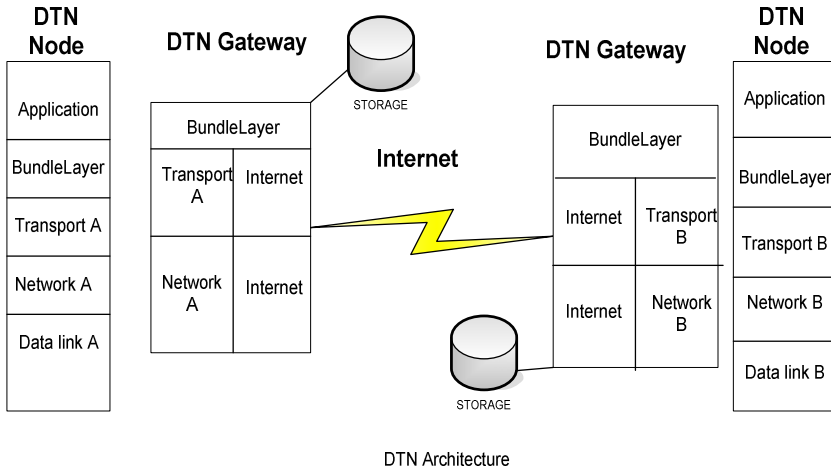 DTN
Node
Application
BundleLayer
Transport A
Network A
Data link A
DTN Gateway
BundleLayer
Transport
A
Internet
Network
A
Internet
STORAGE
Internet
STORAGE
DTN Gateway
BundleLayer
Internet
Transport
B
Internet
Network
B
DTN
Node
Application
BundleLayer
Transport B
Network B
Data link B
DTN Architecture